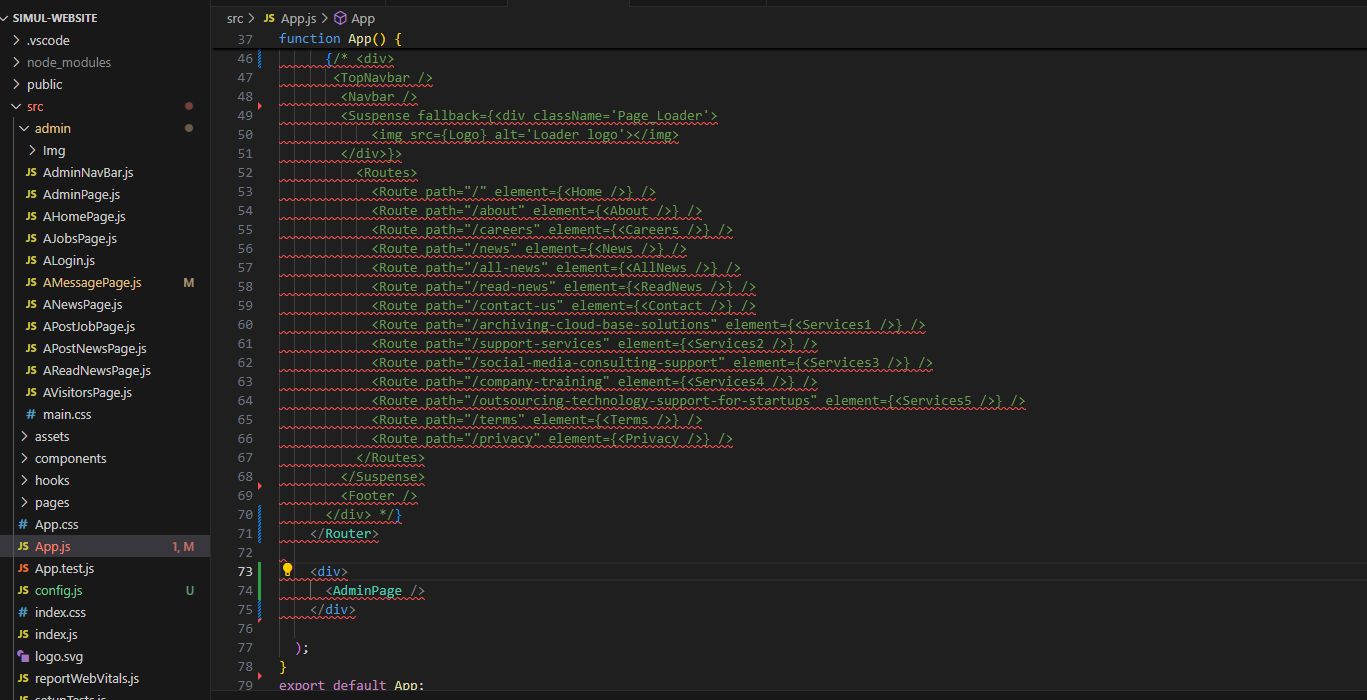 SIMUL-WEBSITE
.vscode
node_modules
public
src
admin
Img
JS AdminNavBar.js
JS AdminPage.js
JS AHomePage.js
JS AJobsPage.js
JS ALogin.js
JS AMessagePage.js M
JS ANewsPage.js
JS APostJobPage.js
JS APostNewsPage.js
JS AReadNewsPage.js
JS AVisitorsPage.js
# main.css
assets
components
hooks
pages
# App.css
JS App.js 1, M
JS App.test.js
JS config.js U
# index.css
JS index.js
logo.svg
JS reportWebVitals.js
JS setupTests.js
src > JS App.js > App
37 function App() {
46 {/* <div>
47 <TopNavbar />
48 <Navbar />
49 <Suspense fallback={<div className='Page_Loader'>
50 <img src={Logo} alt='Loader logo'></img>
51 </div>}>
52 <Routes>
53 <Route path="/" element={<Home />} />
54 <Route path="/about" element={<About />} />
55 <Route path="/careers" element={<Careers />} />
56 <Route path="/news" element={<News />} />
57 <Route path="/all-news" element={<AllNews />} />
58 <Route path="/read-news" element={<ReadNews />} />
59 <Route path="/contact-us" element={<Contact />} />
60 <Route path="/archiving-cloud-base-solutions" element={<Services1 />} />
61 <Route path="/support-services" element={<Services2 />} />
62 <Route path="/social-media-consulting-support" element={<Services3 />} />
63 <Route path="/company-training" element={<Services4 />} />
64 <Route path="/outsourcing-technology-support-for-startups" element={<Services5 />} />
65 <Route path="/terms" element={<Terms />} />
66 <Route path="/privacy" element={<Privacy />} />
67 </Routes>
68 </Suspense>
69 <Footer />
70 </div> */}
71 </Router>
72
73 <div>
74 <AdminPage />
75 </div>
76
77 );
78 }
79 export default App;